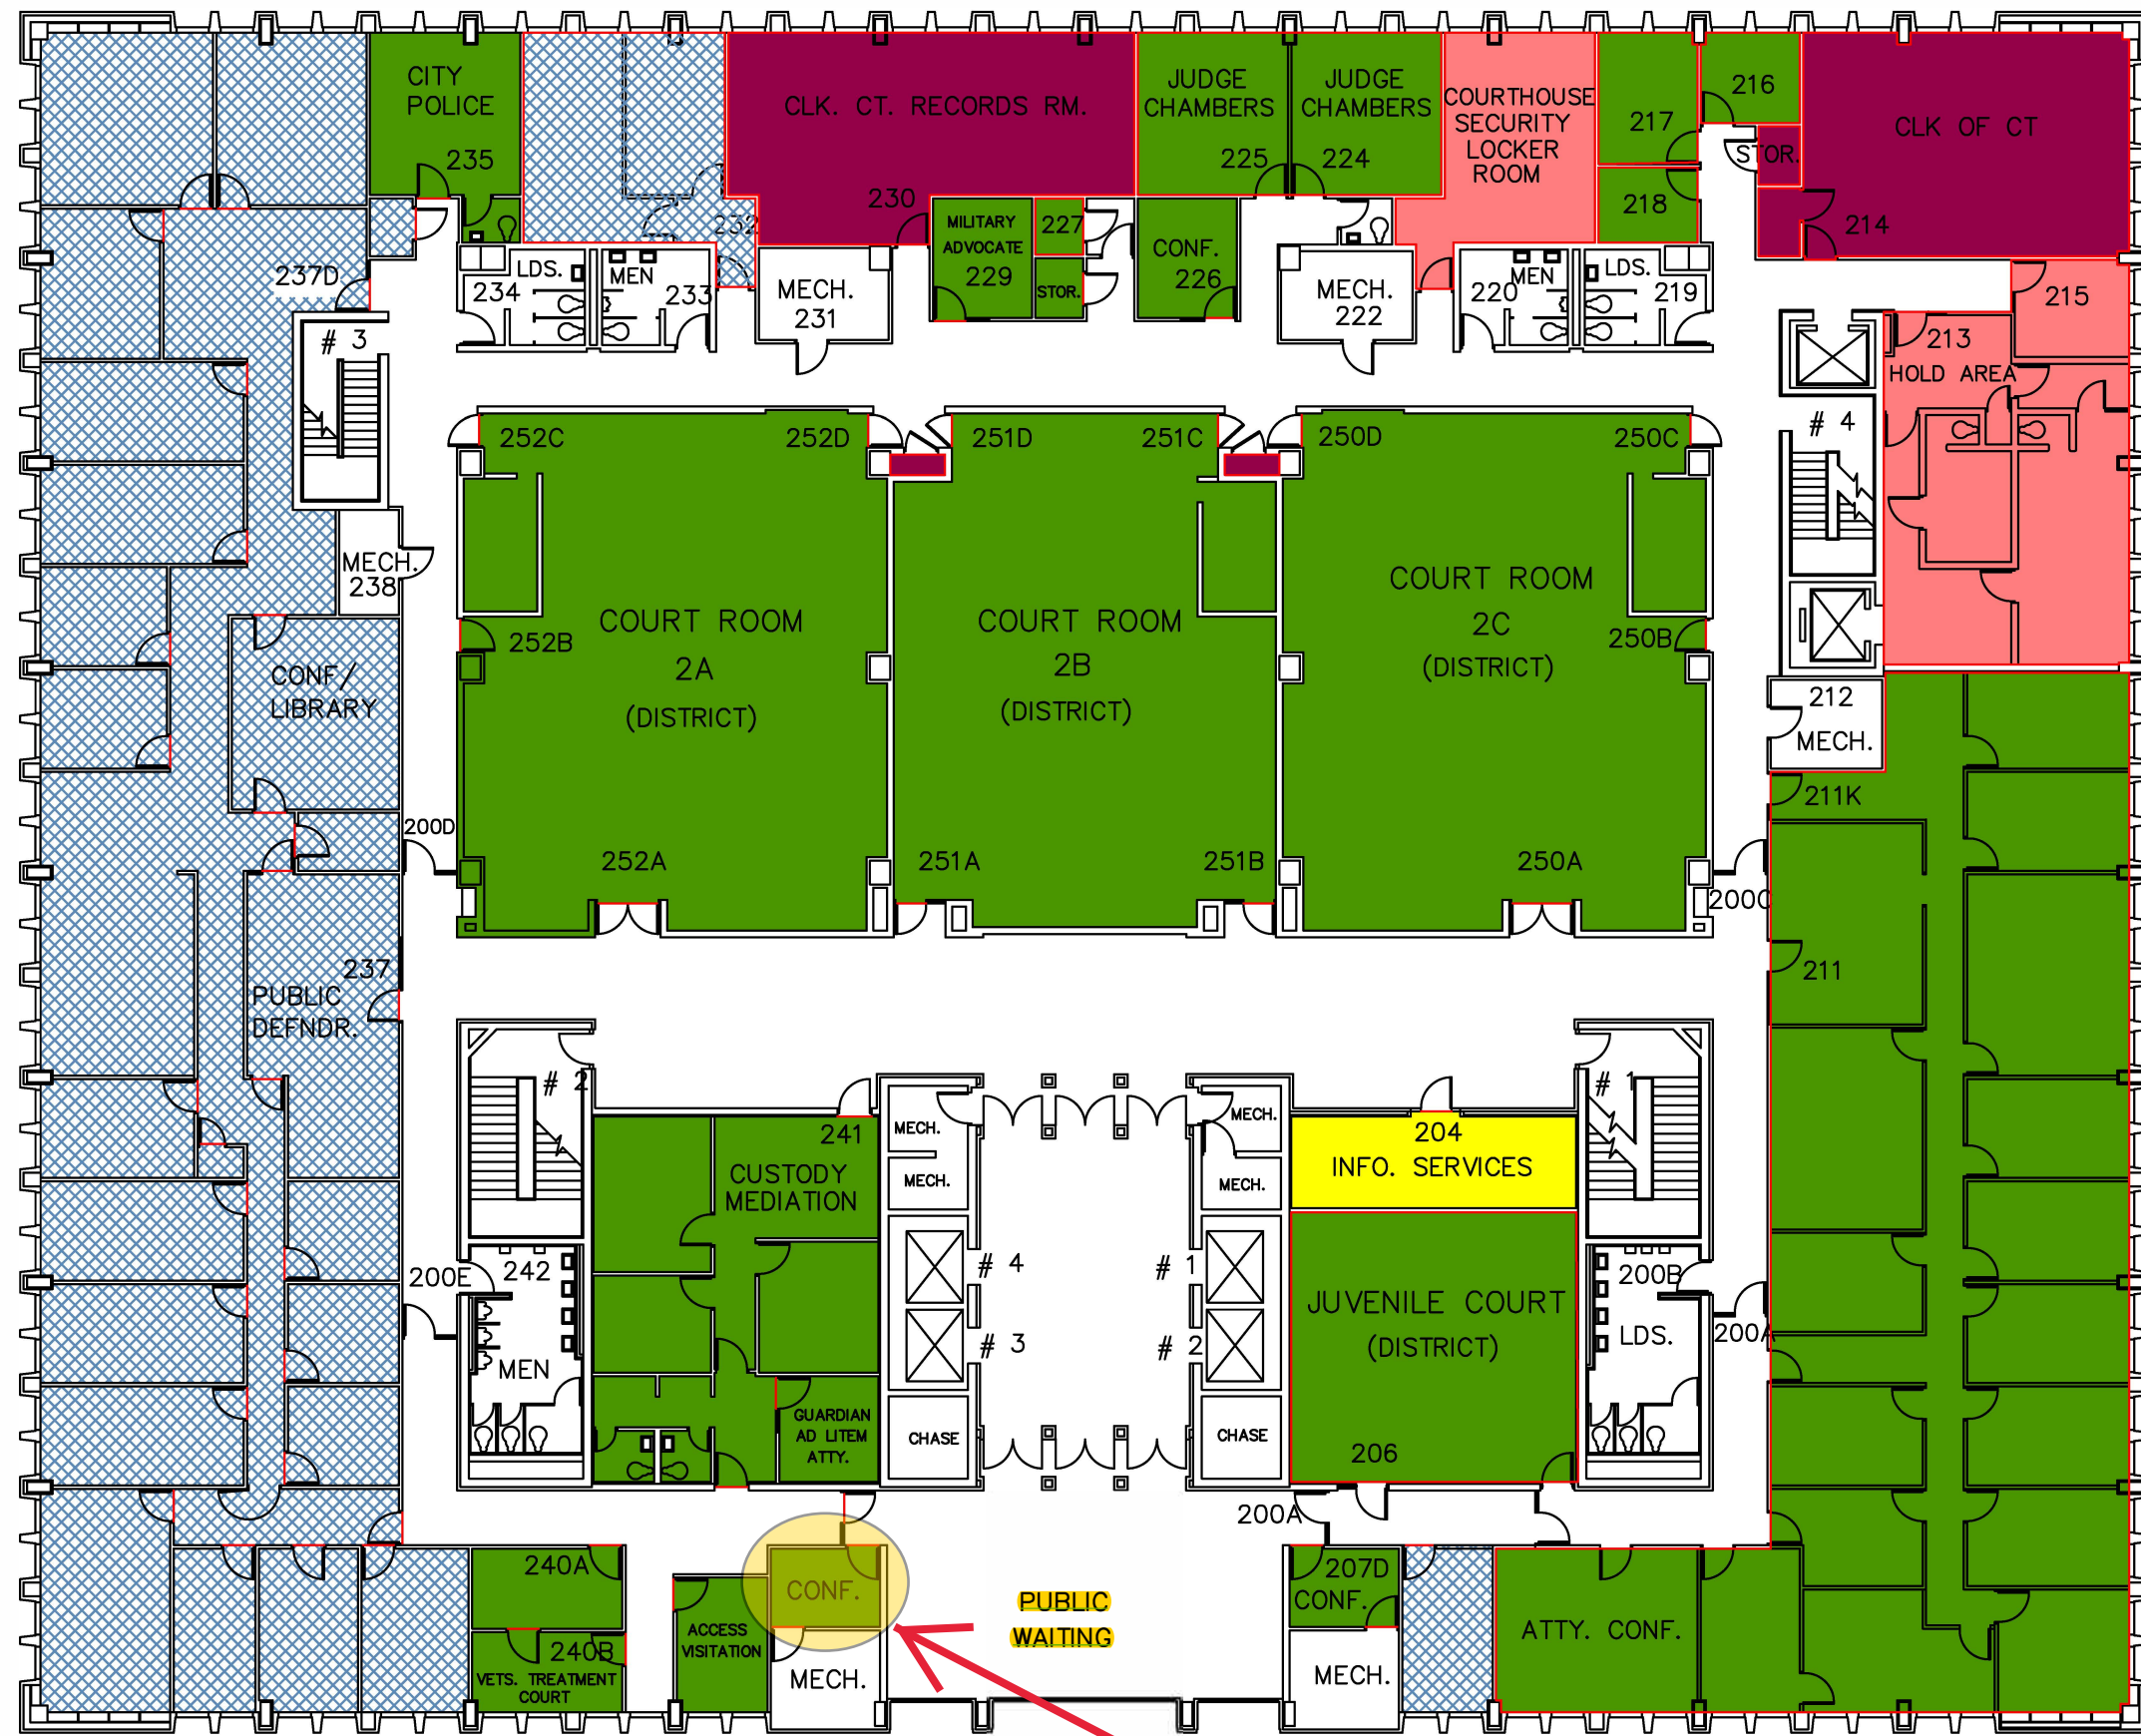 CITY
POLICE
235
CLK. CT. RECORDS RM.
230
JUDGE
CHAMBERS
225
JUDGE
CHAMBERS
224
COURTHOUSE
SECURITY
LOCKER
ROOM
217
216
218
STOR.
CLK OF CT
214
215
237D
# 3
234
LDS.
MEN
233
232
MECH.
231
MILITARY
ADVOCATE
229
227
STOR.
CONF.
226
MECH.
222
220
MEN
LDS.
219
213
HOLD AREA
# 4
MECH.
238
252C
252D
251D
251C
250D
250C
252B
COURT ROOM
2A
(DISTRICT)
COURT ROOM
2B
(DISTRICT)
COURT ROOM
2C
(DISTRICT)
250B
CONF/
LIBRARY
212
MECH.
211K
200D
252A
251A
251B
250A
200C
211
237
PUBLIC
DEFNDR.
# 2
# 1
241
CUSTODY
MEDIATION
MECH.
MECH.
MECH.
MECH.
204
INFO. SERVICES
# 4
# 1
# 3
# 2
200E
242
MEN
JUVENILE COURT
(DISTRICT)
206
200B
LDS.
200A
GUARDIAN
AD LITEM
ATTY.
CHASE
CHASE
200A
240A
240B
VETS. TREATMENT
COURT
ACCESS
VISITATION
CONF.
MECH.
PUBLIC
WAITING
207D
CONF.
MECH.
ATTY. CONF.